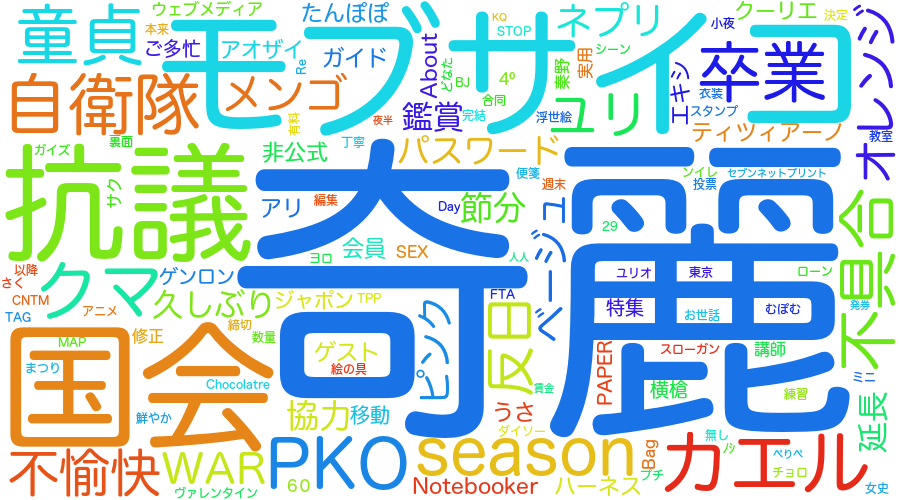 童貞
ウェブメディア
本来
ご多忙
アオザイ
たんぽぽ
ガイド
Re
モブサイコ
About
どなた
KQ
STOP
BJ
4º
合同
ネプリ
シーン
実用
秦野
小夜
クーリエ
決定
卒業
オレンジ
自衛隊
メンゴ
有料
夜半
鑑賞
完結
浮世絵
ユリ
エキシ
衣装
スタンプ
ティツィアーノ
教室
ガイズ
裏面
抗議
サク
非公式
丁寧
パスワード
便箋
週末
ンイレ
投票
セブンネットプリント
アリ
編集
Day
節分
ベージュ
29
奇麗
不具合
ヨロ
会員
SEX
人人
以降
さく
クマ
ゲンロン
CNTM
TAG
アニメ
久しぶり
ジャポン
TPP
FTA
ユリオ
東京
ローン
特集
お世話
むぽむ
発券
国会
MAP
まつり
修正
締切
数量
ゲスト
絵の具
ピンク
反日
賃金
PAPER
スローガン
講師
横槍
練習
ミニ
Chocolatre
鮮やか
協力
移動
うさ
ダイソー
Bag
プチ
無し
延長
不愉快
WAR
PKO
season
カエル
ぺりぺ
チョロ
女史
ヴァレンタイン
60
Notebooker
ハーネス